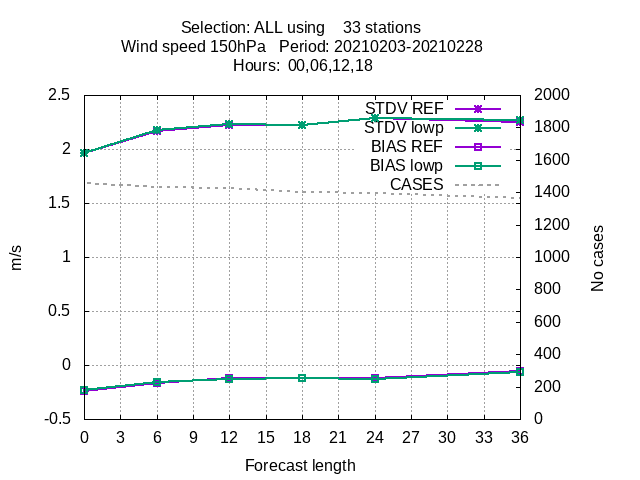 Selection: ALL using    33 stations
Wind speed 150hPa   Period: 20210203-20210228
Hours:  00,06,12,18
2.5
2
1.5
1
0.5
0
-0.5
m/s
STDV REF
STDV lowp
BIAS REF
BIAS lowp
CASES
2000
1800
1600
1400
1200
1000
800
600
400
200
0
No cases
0 3 6 9 12 15 18 21 24 27 30 33 36
Forecast length